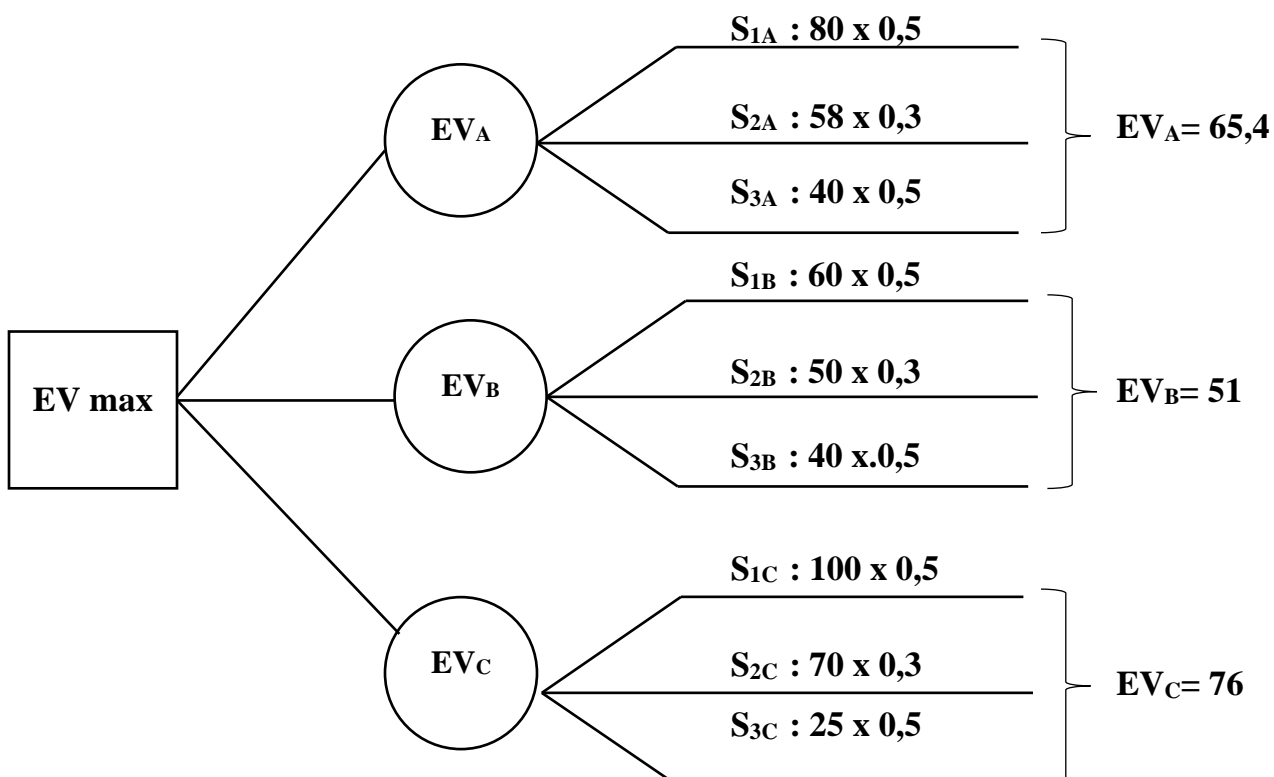 S1A : 80 x 0,5
EVA
S2A : 58 x 0,3
EVA= 65,4
S3A : 40 x 0,5
S1B : 60 x 0,5
EV max
EVB
S2B : 50 x 0,3
EVB= 51
S3B : 40 x.0,5
S1C : 100 x 0,5
EVC
S2C : 70 x 0,3
EVC= 76
S3C : 25 x 0,5